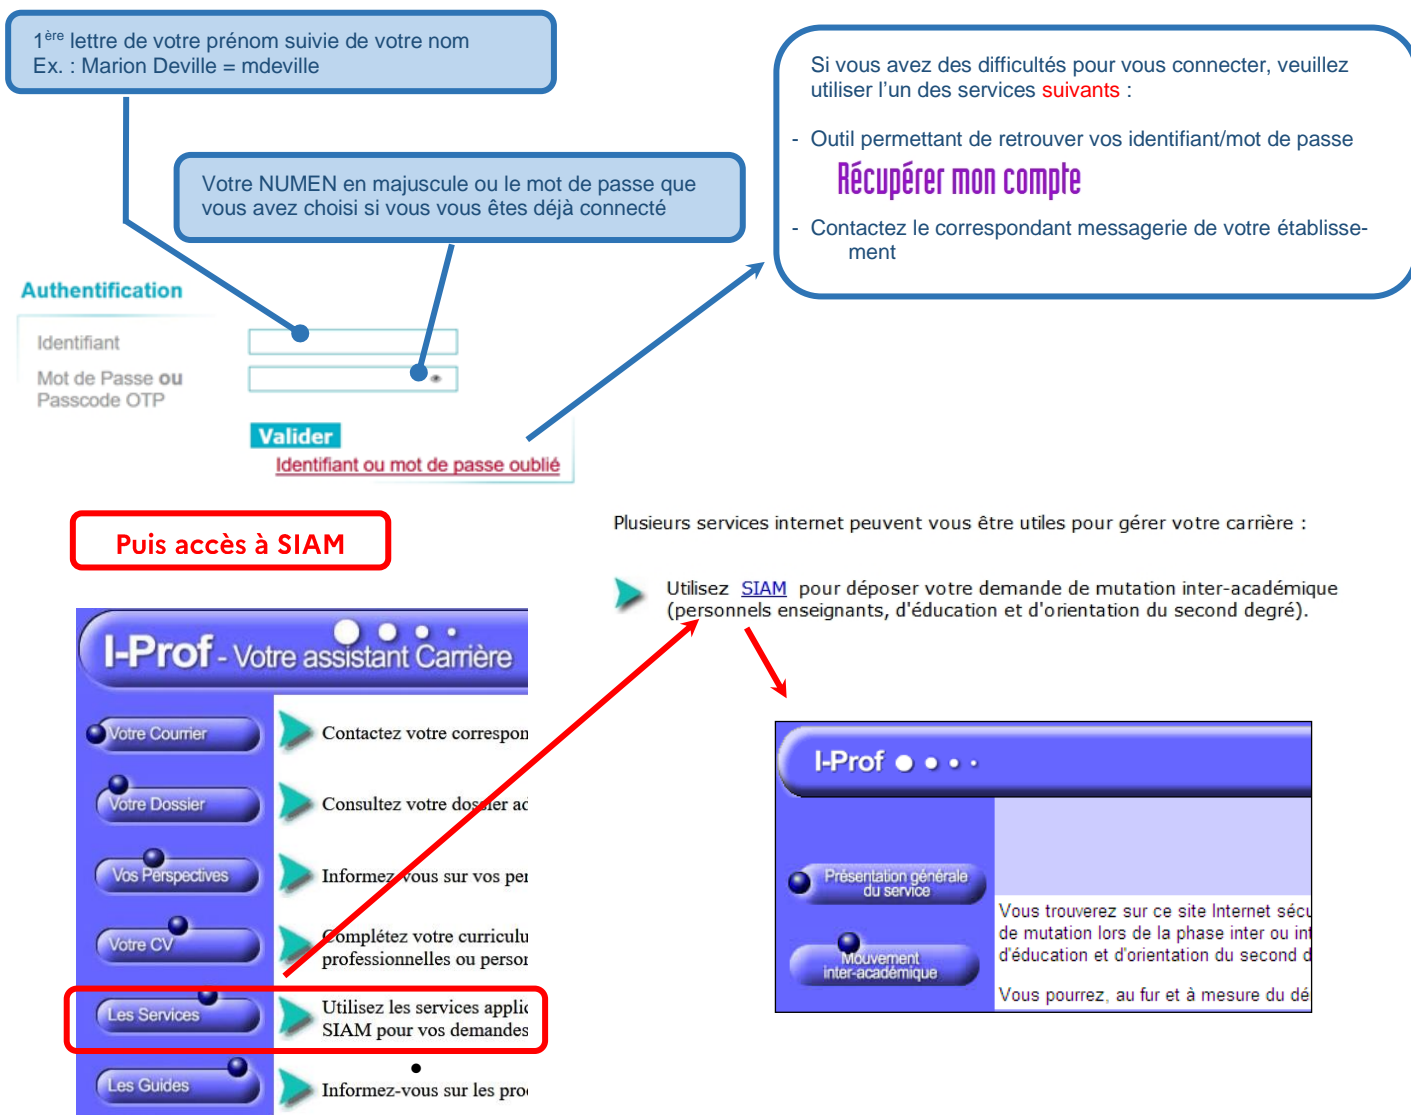 1ère lettre de votre prénom suivie de votre nom
Ex. : Marion Deville = mdeville
Votre NUMEN en majuscule ou le mot de passe que
vous avez choisi si vous vous êtes déjà connecté
Si vous avez des difficultés pour vous connecter, veuillez
utiliser l'un des services suivants :
- Outil permettant de retrouver vos identifiant/mot de passe
Récupérer mon compte
- Contactez le correspondant messagerie de votre établisse-
ment
Authentification
Identifiant
Mot de Passe ou
Passcode OTP
Valider
Identifiant ou mot de passe oublié
Puis accès à SIAM
Plusieurs services internet peuvent vous être utiles pour gérer votre carrière :
Utilisez SIAM pour déposer votre demande de mutation inter-académique
(personnels enseignants, d'éducation et d'orientation du second degré).
I-Prof - Votre assistant Carrière
Votre Courrier
Contactez votre correspon
Votre Dossier
Consultez votre dossier ad
Vos Perspectives
Informez-vous sur vos per
Votre CV
Complétez votre curriculu
professionnelles ou person
Les Services
Utilisez les services applic
SIAM pour vos demandes
Les Guides
Informez-vous sur les pro
I-Prof
Présentation générale
du service
Mouvement
inter-académique
Vous trouverez sur ce site Internet sécu
de mutation lors de la phase inter ou int
d'éducation et d'orientation du second d
Vous pourrez, au fur et à mesure du dé